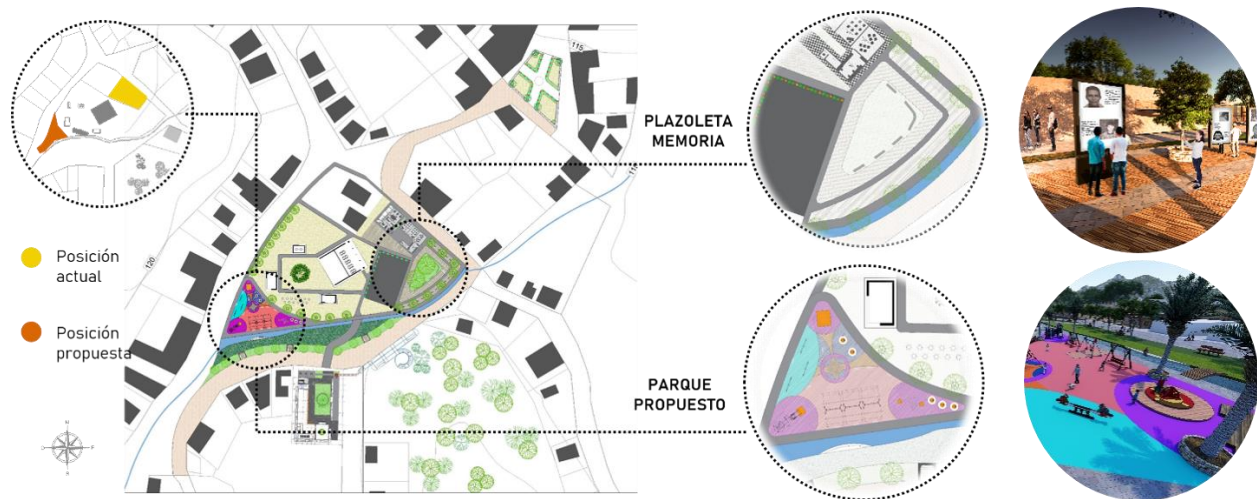 Posición
actual
Posición
propuesta
PLAZOLETA
MEMORIA
PARQUE
PROPUESTO
115
120